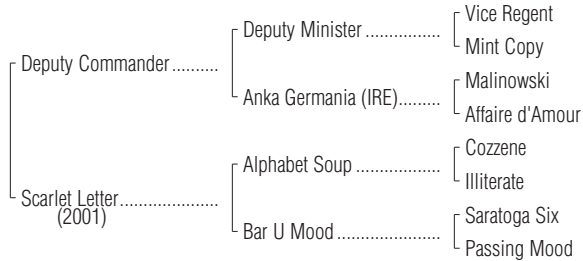 Vice Regent
Deputy Minister ................
Mint Copy
Deputy Commander..........
Malinowski
Anka Germania (IRE).........
Affaire d'Amour
Cozzene
Alphabet Soup ..................
Illiterate
Scarlet Letter......................
(2001)
Saratoga Six
Bar U Mood .....................
Passing Mood